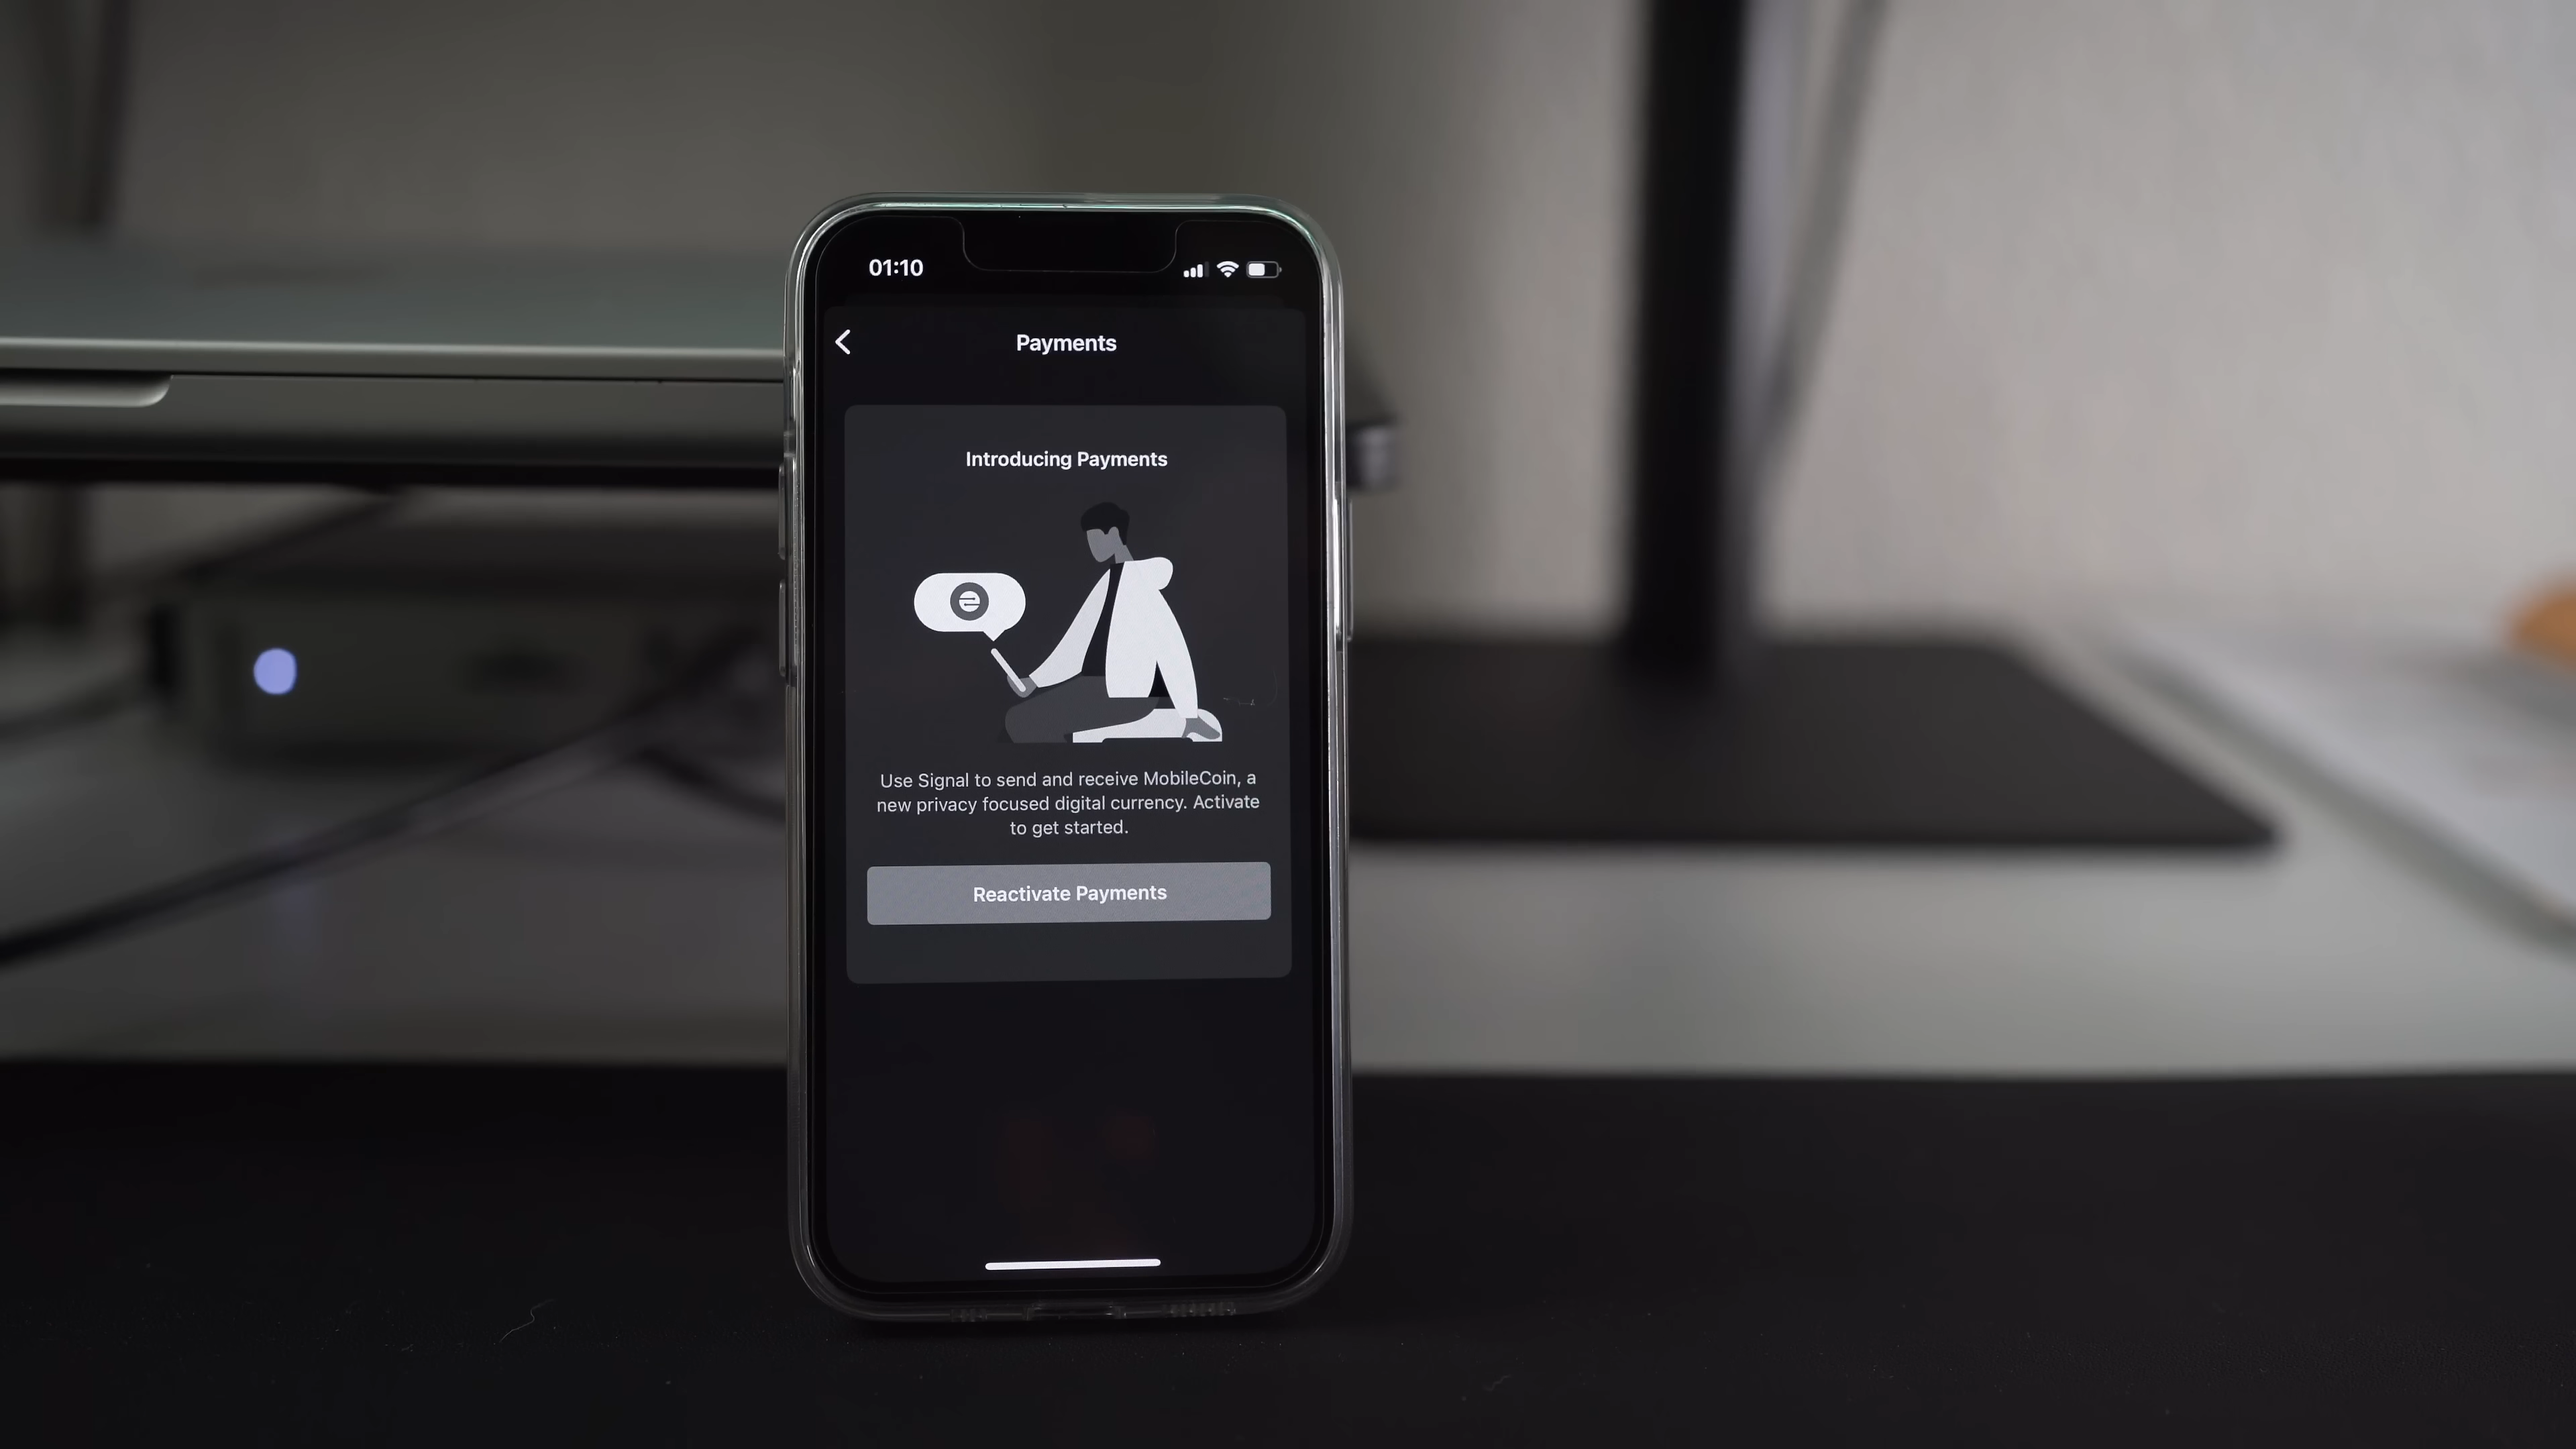 01:10
Payments
Introducing Payments
Use Signal to send and receive MobileCoin, a
new privacy focused digital currency. Activate
to get started.
Reactivate Payments